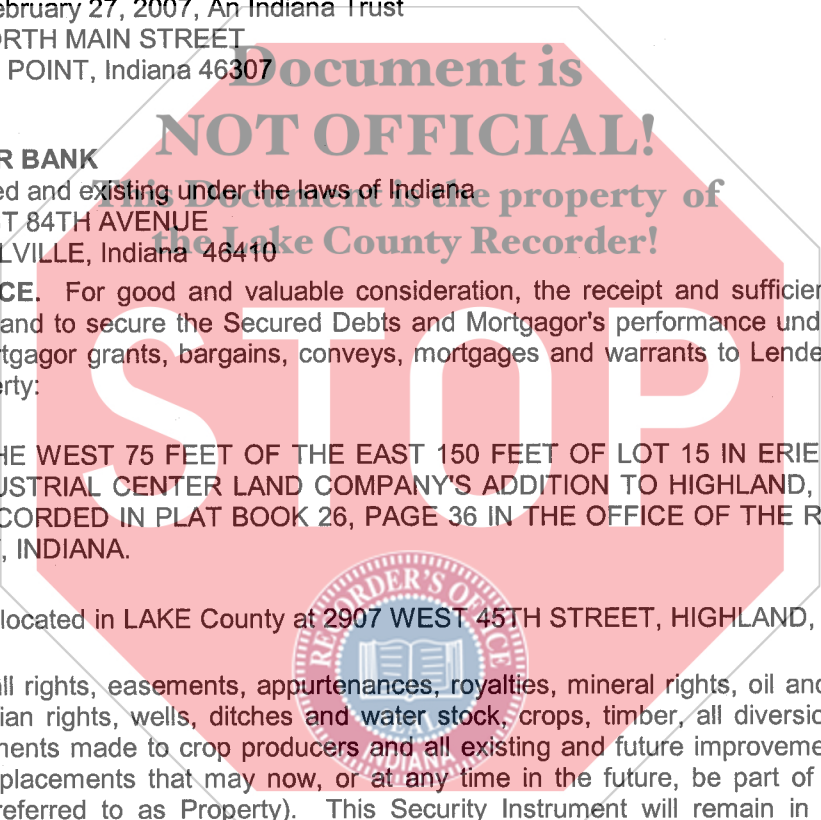 ebruary 27, 2007, An Indiana Trust
ORTH MAIN STREET
POINT, Indiana 46307
Document is
NOT OFFICIAL!
R BANK
ed and existing under the laws of Indiana
This Document is the property of
T 84TH AVENUE
LVILLE, Indiana 46410
the Lake County Recorder!
CE. For good and valuable consideration, the receipt and sufficien
and to secure the Secured Debts and Mortgagor's performance und
rtgagor grants, bargains, conveys, mortgages and warrants to Lende
erty:
STOP
HE WEST 75 FEET OF THE EAST 150 FEET OF LOT 15 IN ERIE
USTRIAL CENTER LAND COMPANY'S ADDITION TO HIGHLAND,
CORDED IN PLAT BOOK 26, PAGE 36 IN THE OFFICE OF THE R
, INDIANA.
RECORDER'S OFFICE
located in LAKE County at 2907 WEST 45TH STREET, HIGHLAND,
ll rights, easements, appurtenances, royalties, mineral rights, oil and
ian rights, wells, ditches and water stock, crops, timber, all diversio
SEAL
ments made to crop producers and all existing and future improveme
INDIANA
placements that may now, or at any time in the future, be part of
referred to as Property). This Security Instrument will remain in